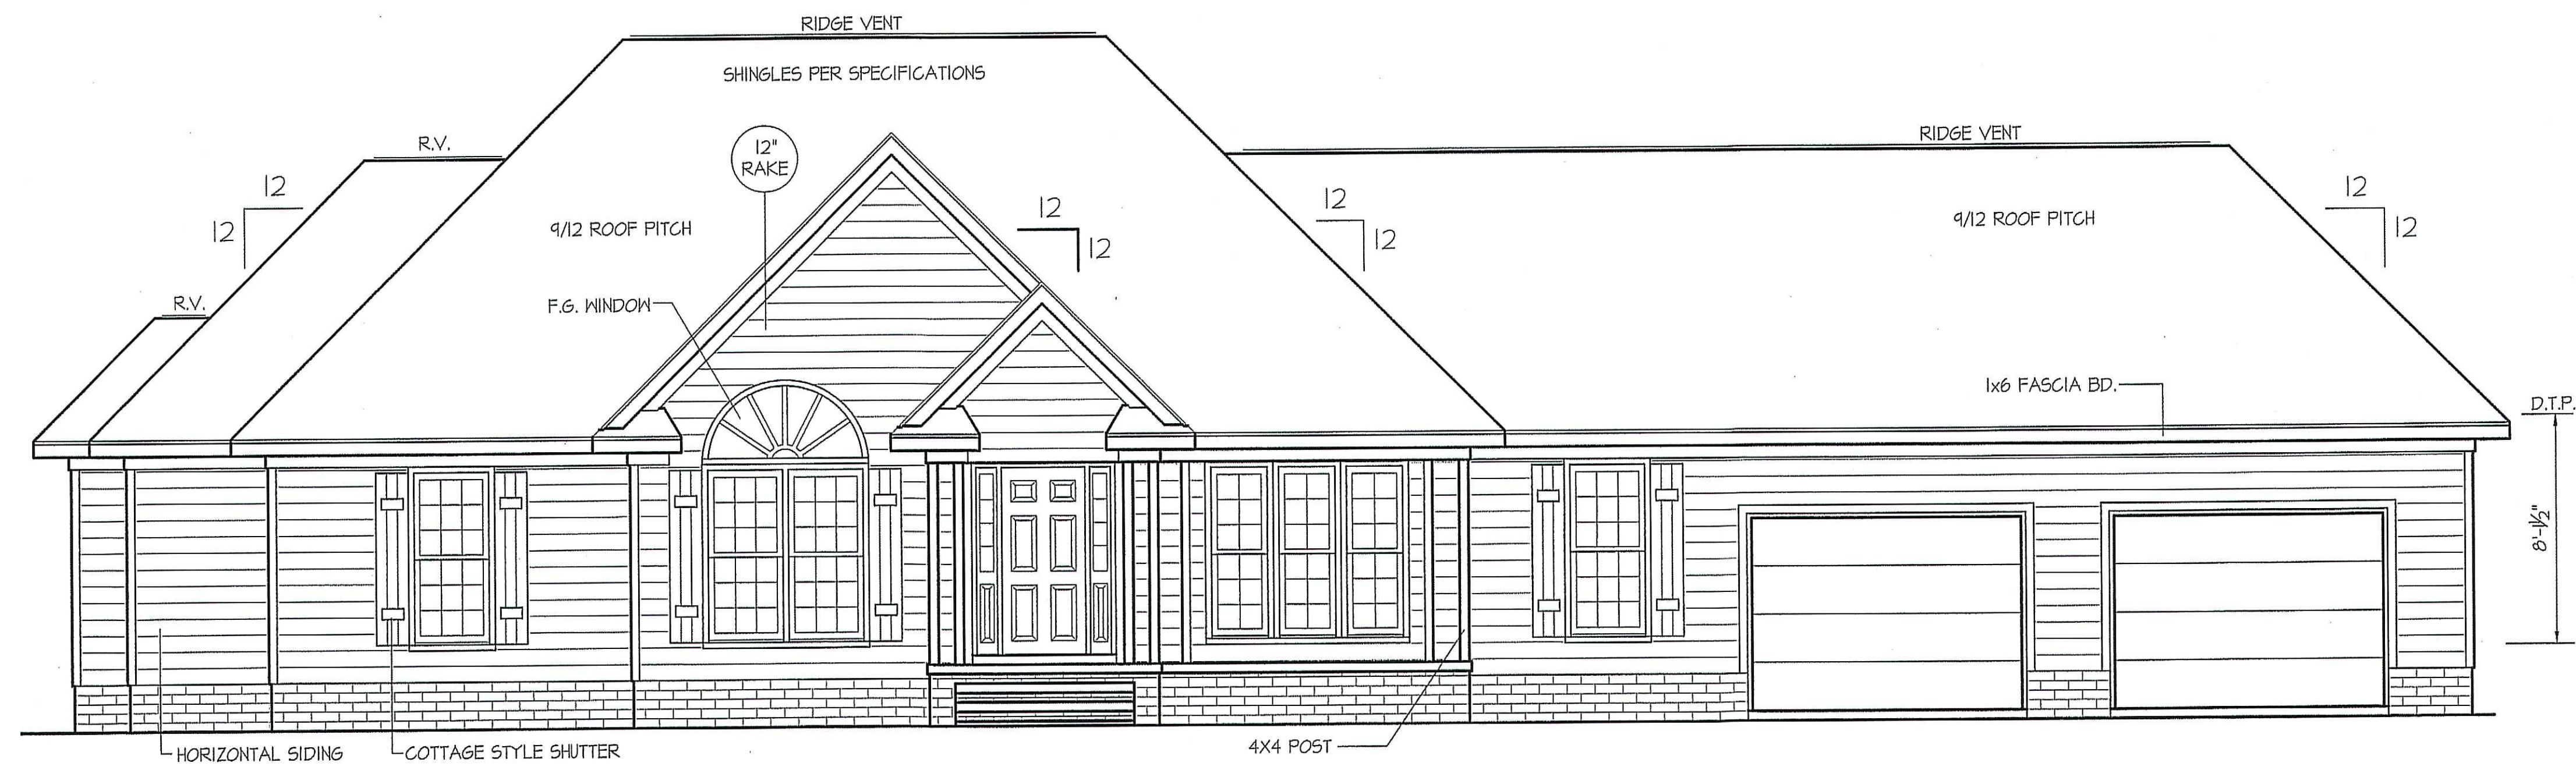 RIDGE VENT
SHINGLES PER SPECIFICATIONS
RIDGE VENT
R.V.
12"
RAKE
12
12
12
12
12
12
12
12
9/12 ROOF PITCH
9/12 ROOF PITCH
R.V.
F.G. WINDOW
1x6 FASCIA BD.
D.T.P.
8'-1½"
HORIZONTAL SIDING
COTTAGE STYLE SHUTTER
4X4 POST